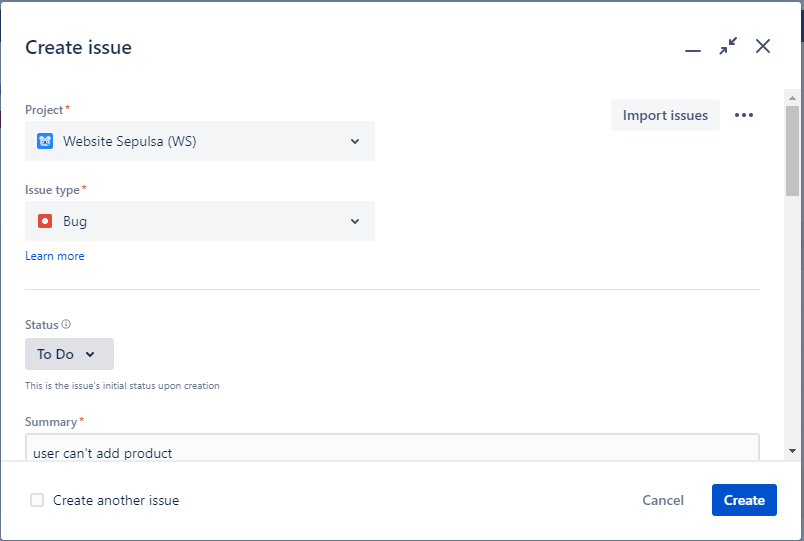 Create issue
Project*
Import issues
Website Sepulsa (WS)
Issue type*
Bug
Learn more
Status
To Do
This is the issue's initial status upon creation
Summary*
user can't add product
Create another issue
Cancel
Create